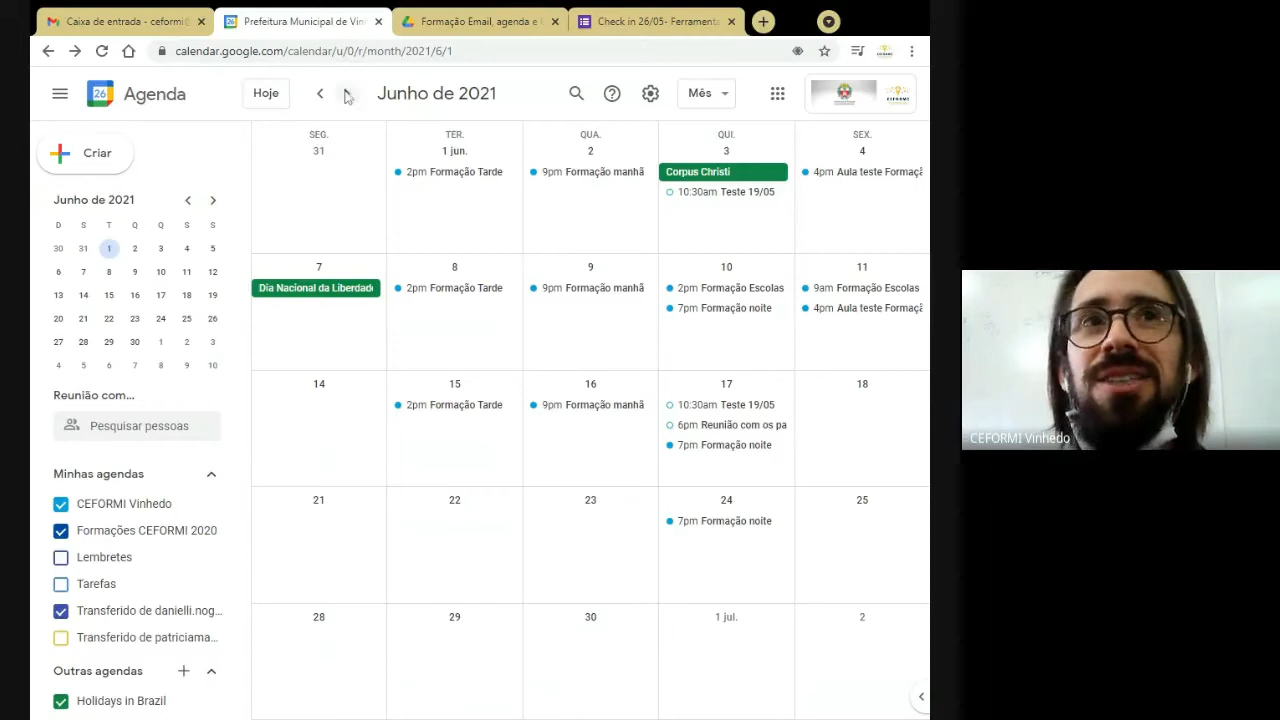 Caixa de entrada - ceformi@
Prefeitura Municipal de Vin
Formação Email, agenda e
Check in 26/05- Ferramenta
calendar.google.com/calendar/u/0/r/month/2021/6/1
26
Agenda
Hoje
Junho de 2021
Mês
CEFORMI
Criar
Junho de 2021
D S T Q Q S S
30 31 1 2 3 4 5
6 7 8 9 10 11 12
13 14 15 16 17 18 19
20 21 22 23 24 25 26
27 28 29 30 1 2 3
4 5 6 7 8 9 10
Reunião com...
Pesquisar pessoas
Minhas agendas
CEFORMI Vinhedo
Formações CEFORMI 2020
Lembretes
Tarefas
Transferido de danielli.nog...
Transferido de patriciama...
Outras agendas
Holidays in Brazil
SEG. TER. QUA. QUI. SEX.
31 1 jun. 2 3 4
2pm Formação Tarde
9pm Formação manhã
Corpus Christi
10:30am Teste 19/05
4pm Aula teste Formaçã
7 8 9 10 11
Dia Nacional da Liberdade
2pm Formação Tarde
9pm Formação manhã
2pm Formação Escolas
7pm Formação noite
9am Formação Escolas
4pm Aula teste Formaçã
14 15 16 17 18
2pm Formação Tarde
9pm Formação manhã
10:30am Teste 19/05
6pm Reunião com os pa
7pm Formação noite
21 22 23 24 25
7pm Formação noite
28 29 30 1 jul. 2
CEFORMI Vinhedo